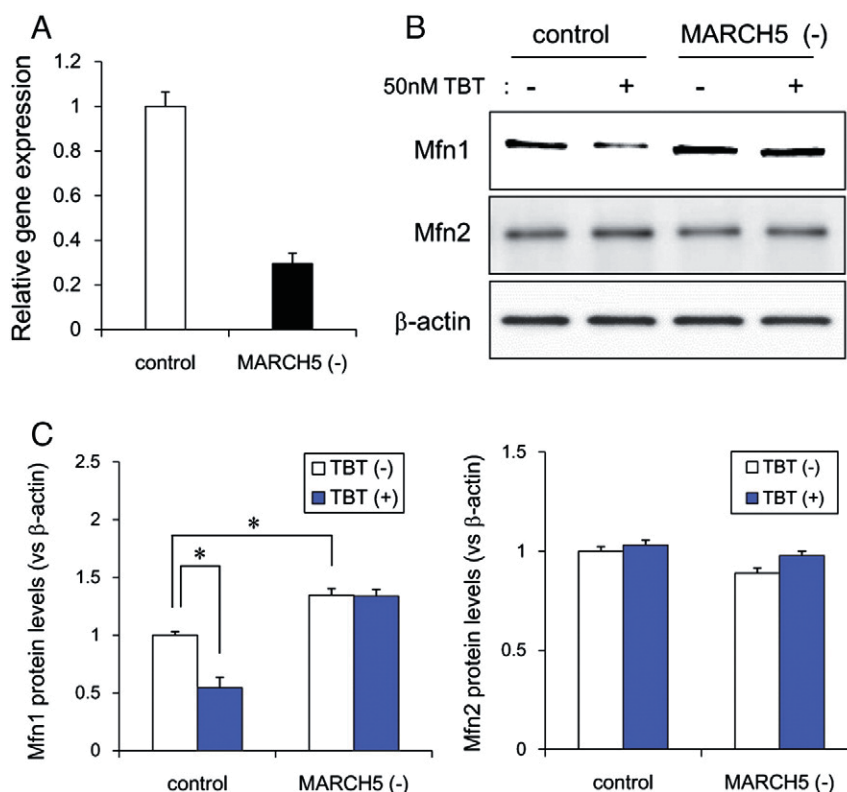 A
Relative gene expression
1.2
1
0.8
0.6
0.4
0.2
0
control MARCH5 (-)
B
control MARCH5 (-)
50nM TBT : - + - +
Mfn1
Mfn2
β-actin
C
Mfn1 protein levels (vs β-actin)
2.5
2
1.5
1
0.5
0
TBT (-)
TBT (+)
*
*
control MARCH5 (-)
Mfn2 protein levels (vs β-actin)
1.5
1
0.5
0
TBT (-)
TBT (+)
control MARCH5 (-)